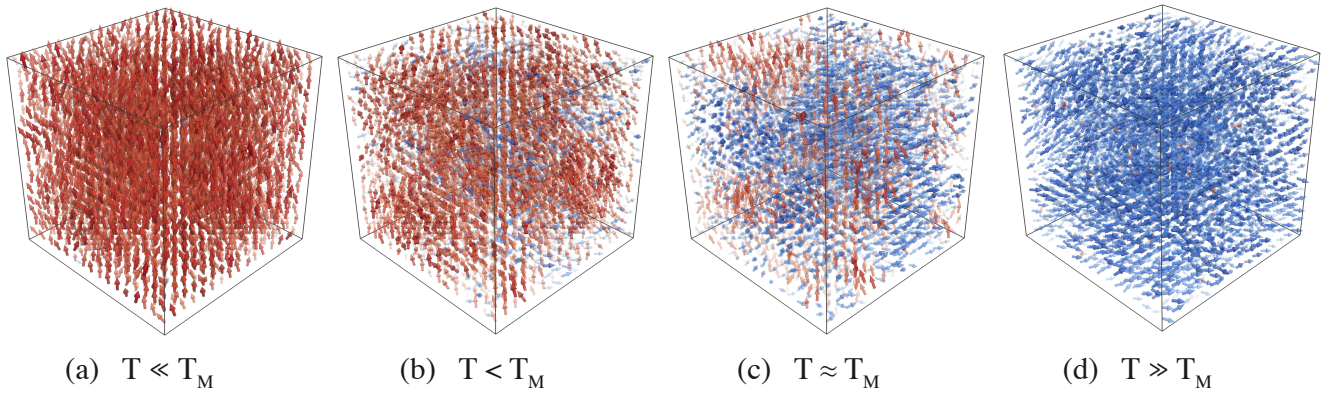 (a) T ≪ T_M (b) T < T_M (c) T ≈ T_M (d) T ≫ T_M